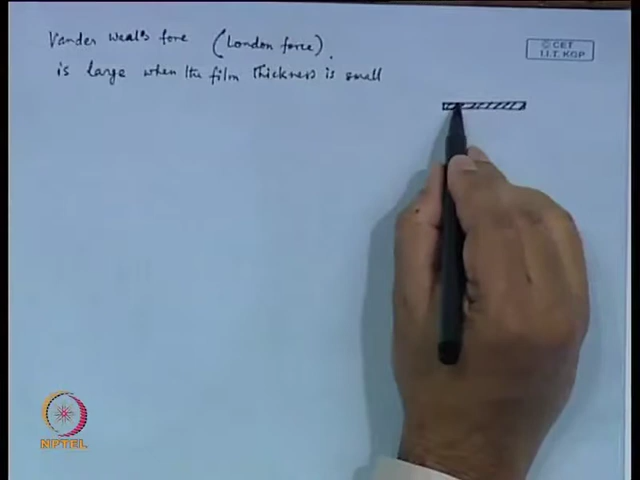 Vander Weal's force (London force).
is large when the film thickness is small
© CET
I.I.T. KGP
NPTEL